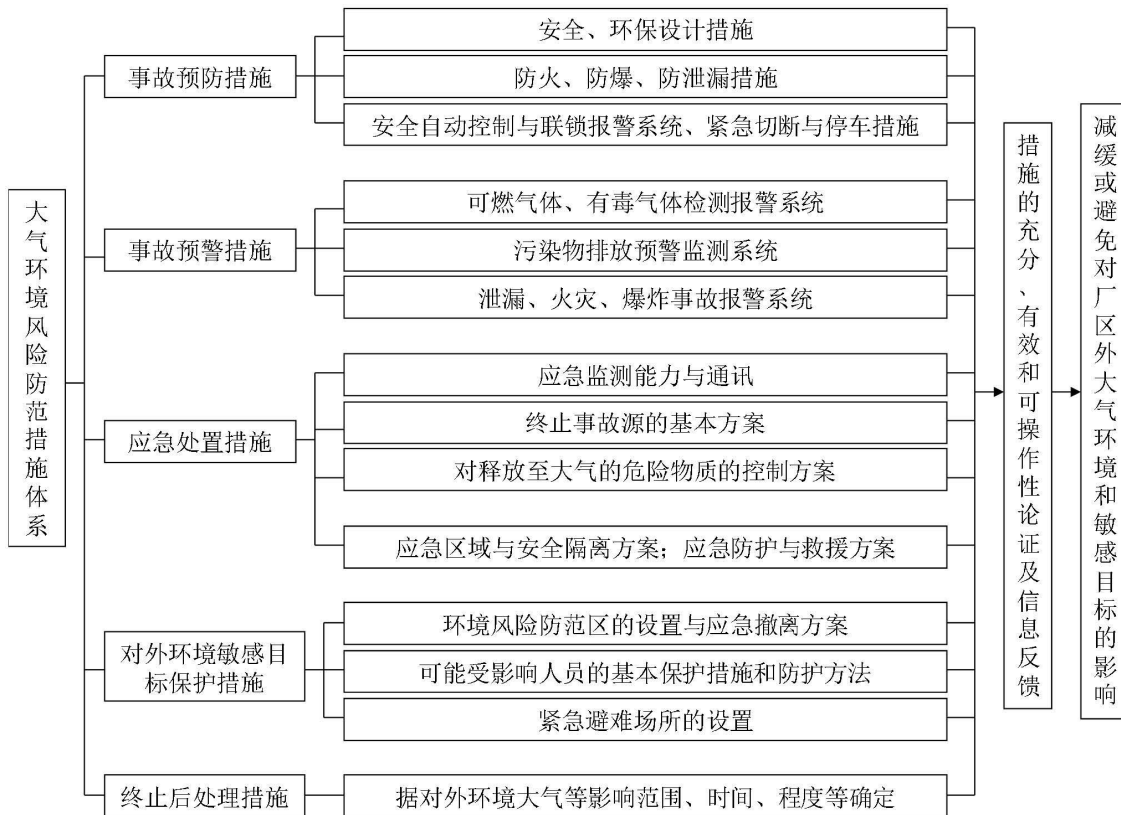 大气环境风险防范措施体系
事故预防措施
安全、环保设计措施
防火、防爆、防泄漏措施
安全自动控制与联锁报警系统、紧急切断与停车措施
事故预警措施
可燃气体、有毒气体检测报警系统
污染物排放预警监测系统
泄漏、火灾、爆炸事故报警系统
应急处置措施
应急监测能力与通讯
终止事故源的基本方案
对释放至大气的危险物质的控制方案
应急区域与安全隔离方案；应急防护与救援方案
对外环境敏感目
标保护措施
环境风险防范区的设置与应急撤离方案
可能受影响人员的基本保护措施和防护方法
紧急避难场所的设置
终止后处理措施
据对外环境大气等影响范围、时间、程度等确定
措施的充分、有效和可操作性论证及信息反馈
减缓或避免对厂区外大气环境和敏感目标的影响